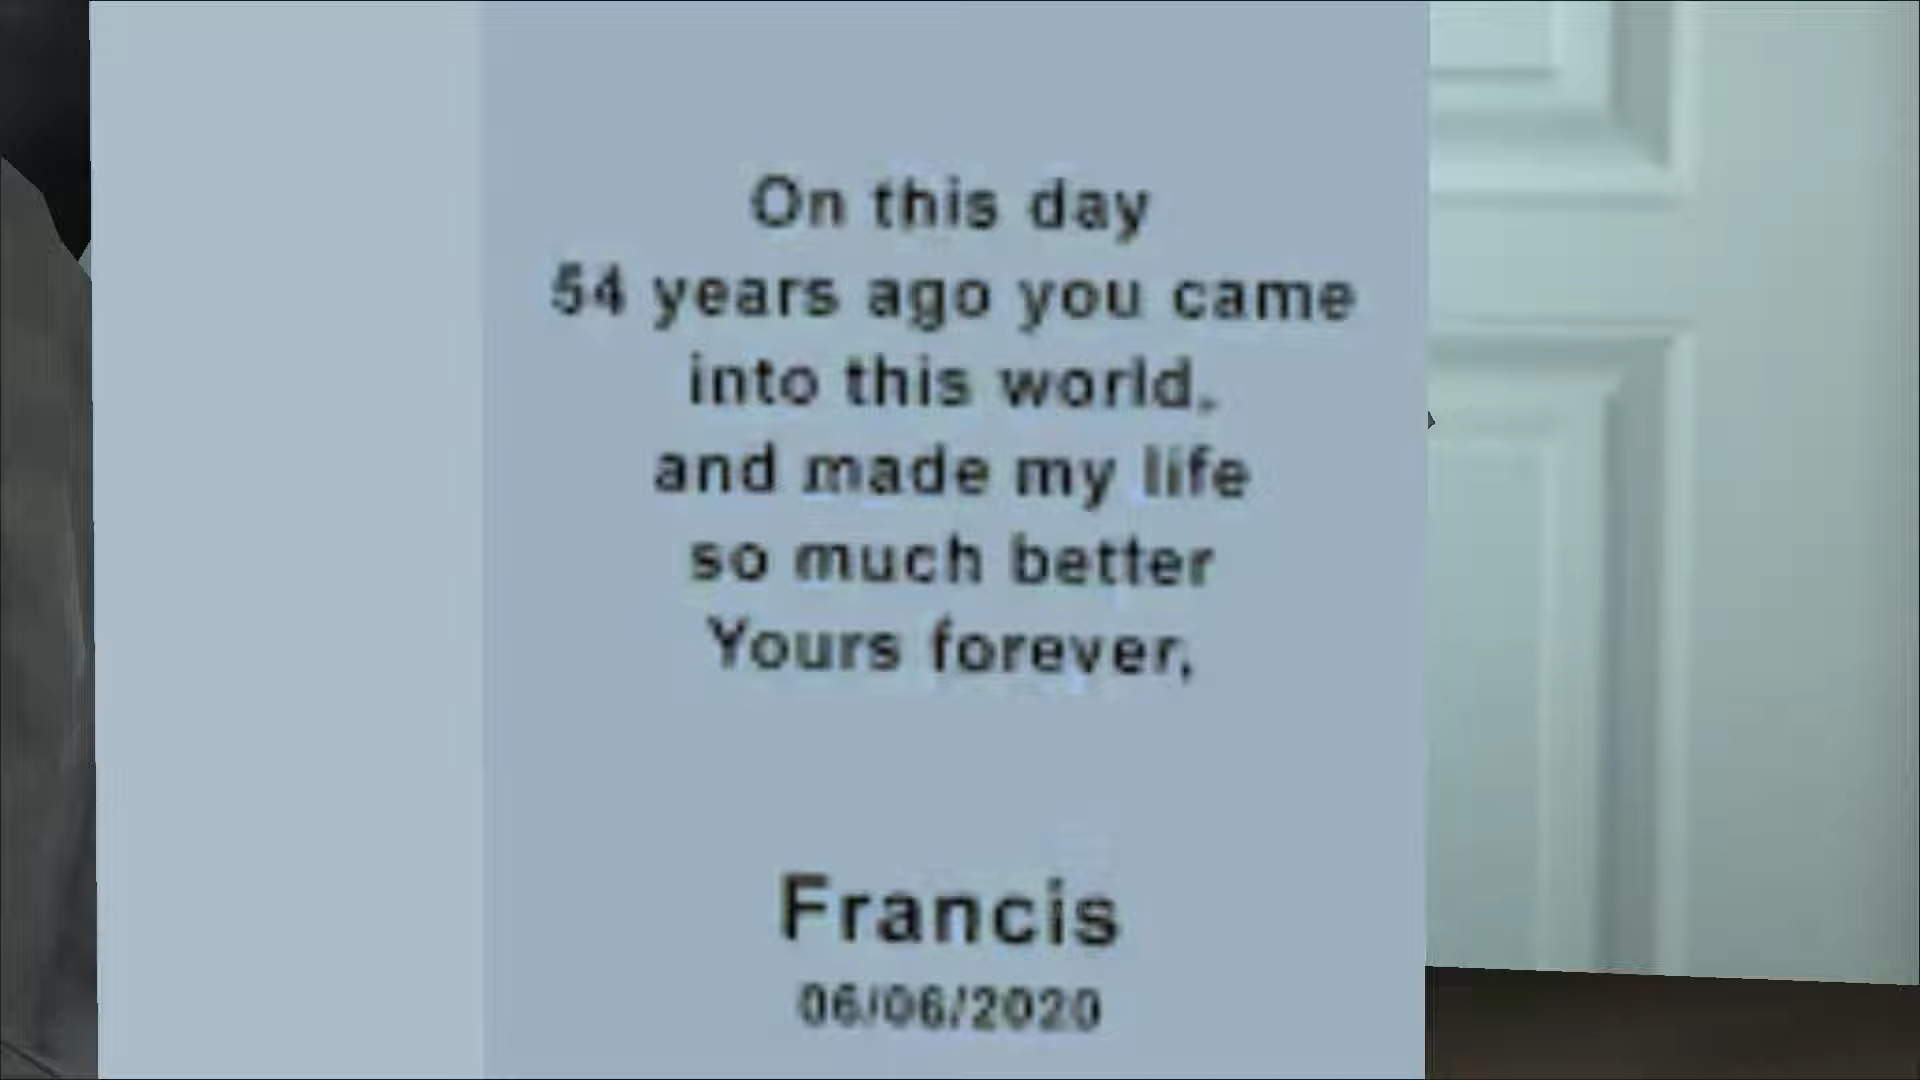 On this day
54 years ago you came
into this world.
and made my life
so much better
Yours forever,
Francis
06/06/2020